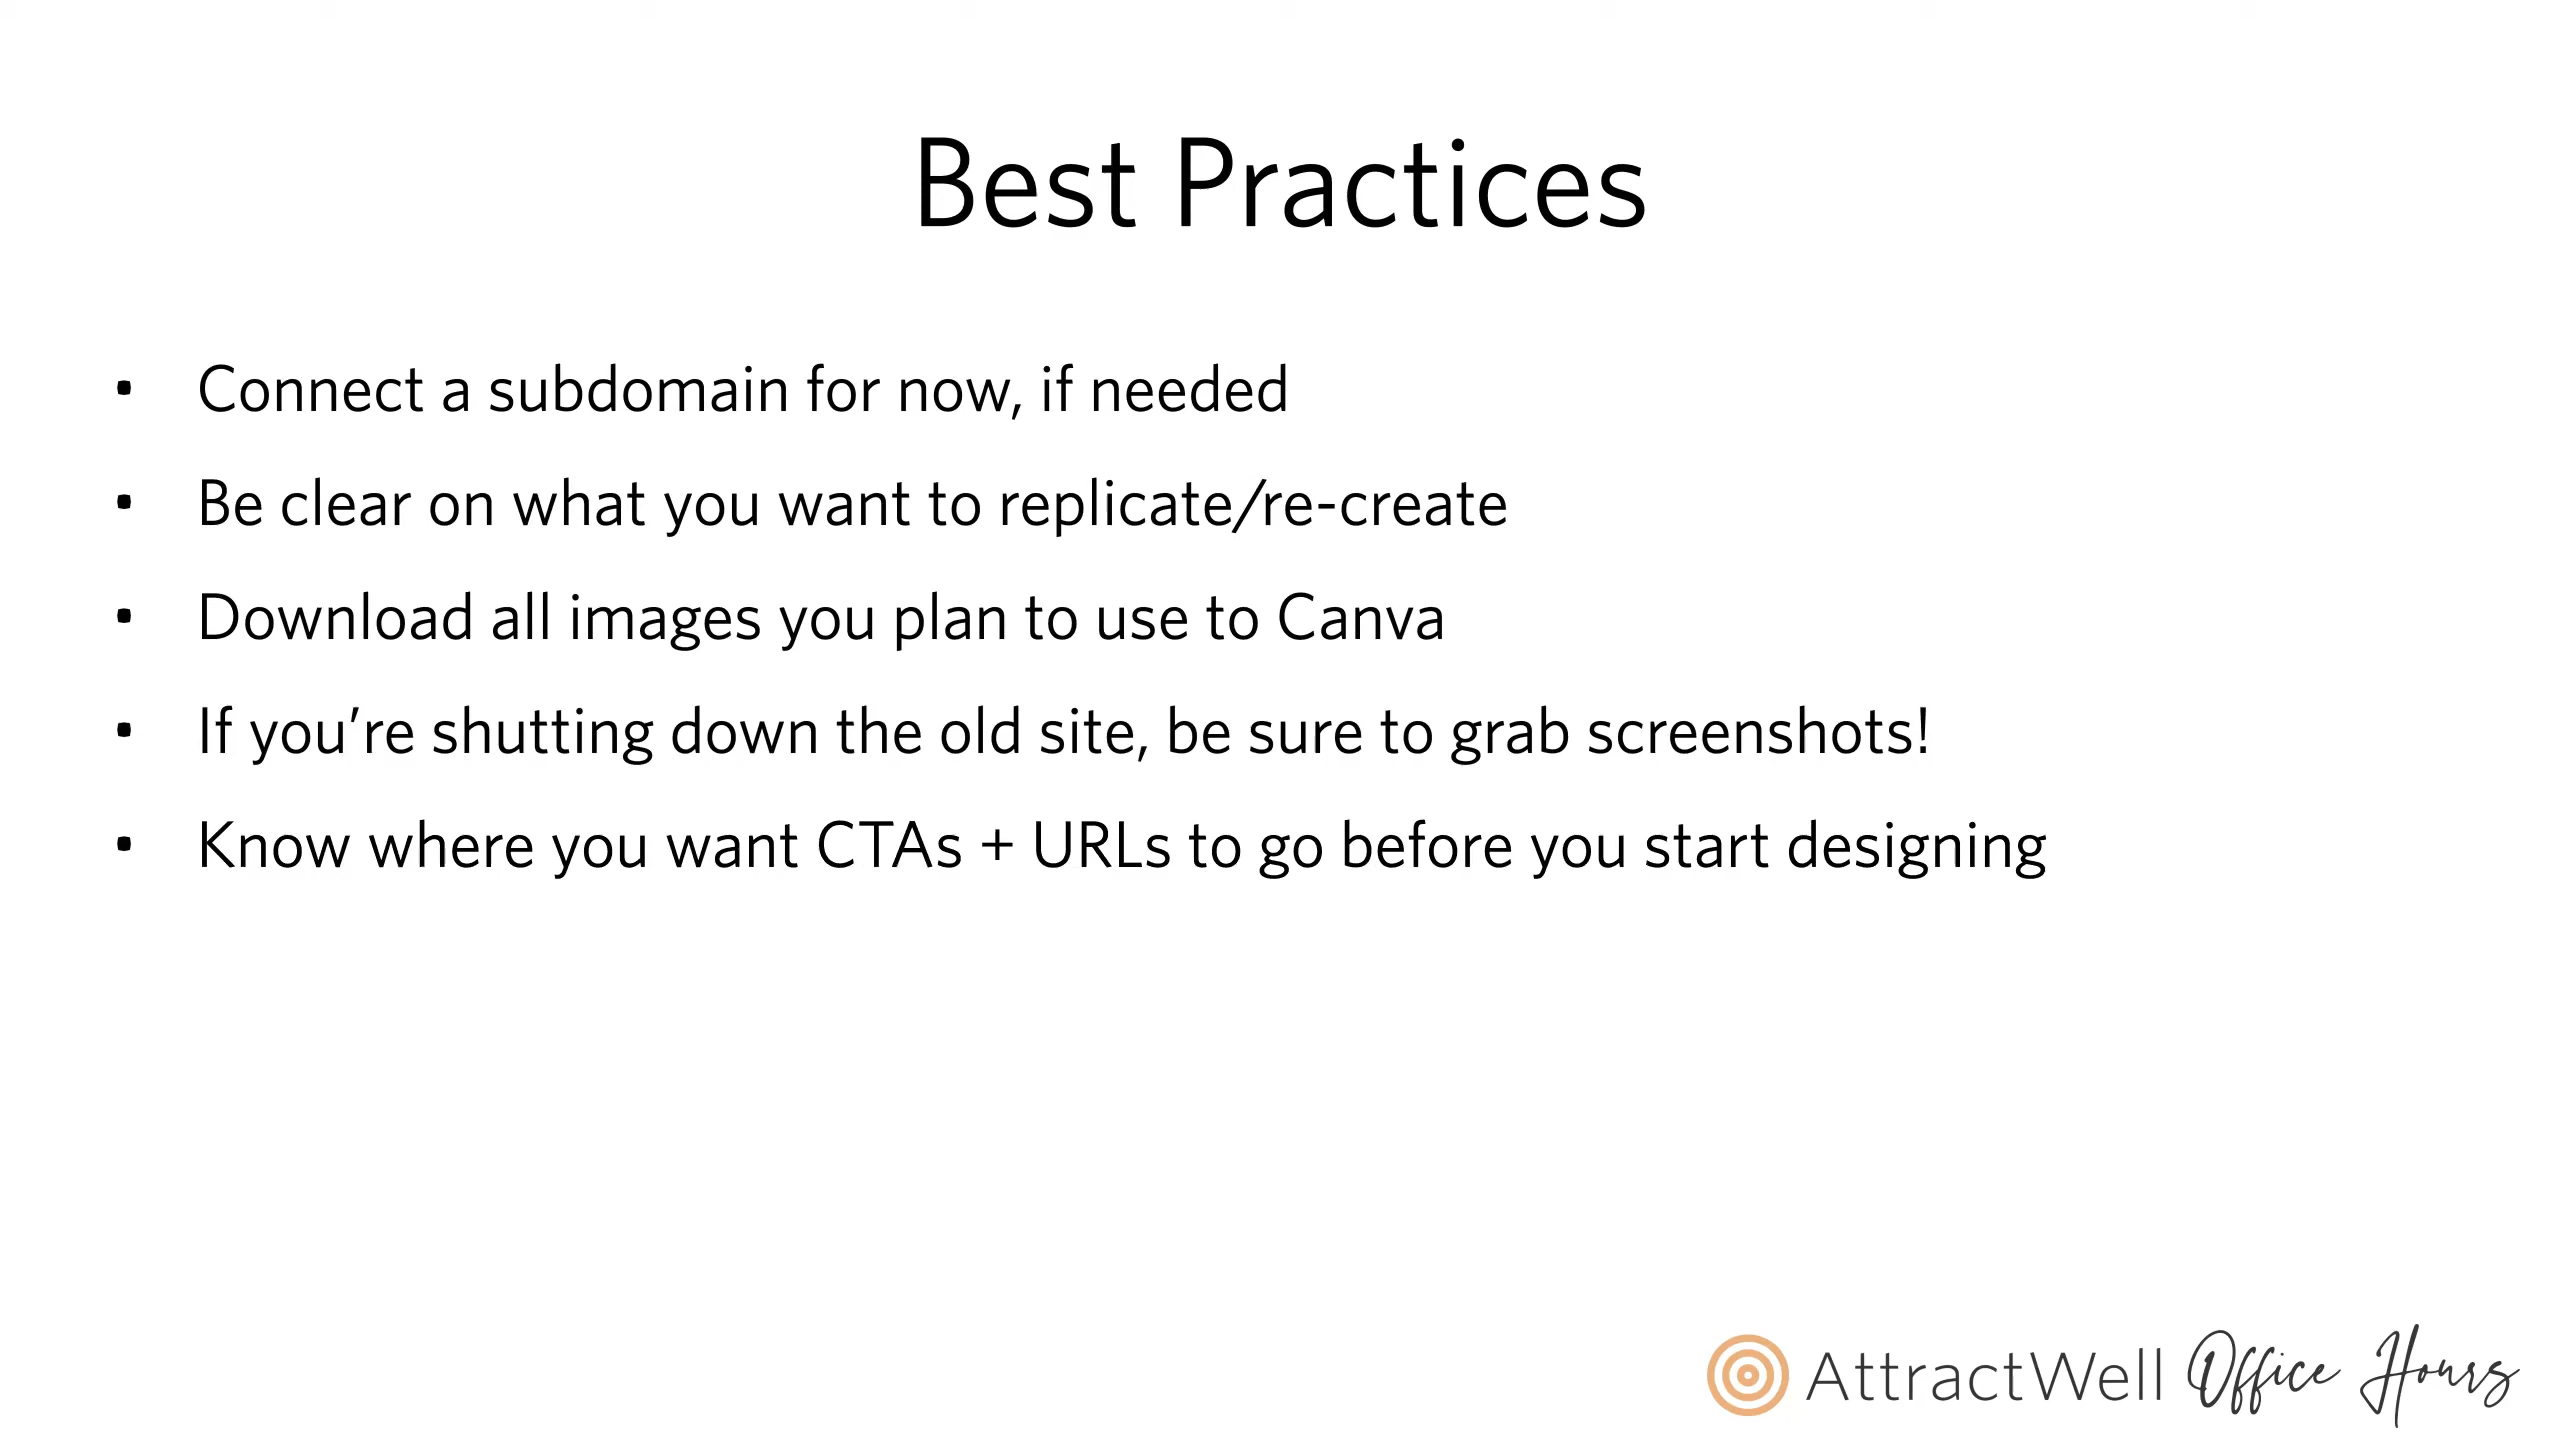 Best Practices
• Connect a subdomain for now, if needed
• Be clear on what you want to replicate/re-create
• Download all images you plan to use to Canva
• If you’re shutting down the old site, be sure to grab screenshots!
• Know where you want CTAs + URLs to go before you start designing
AttractWell Office Hours